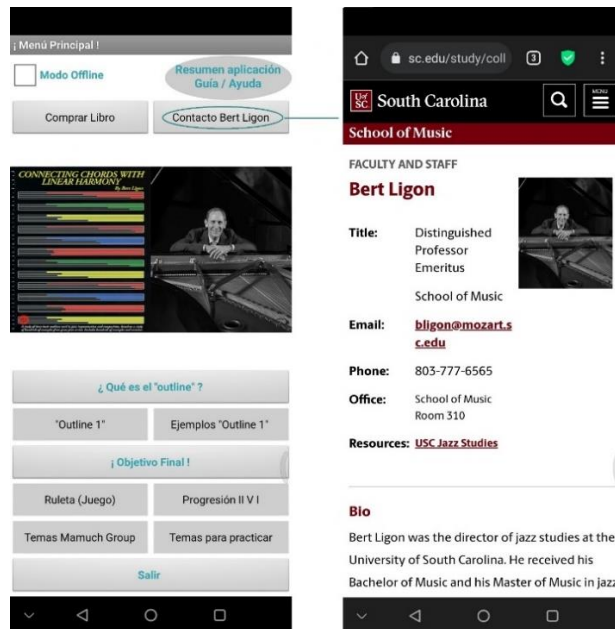 ¡ Menú Principal !
Modo Offline
Resumen aplicación
Guía / Ayuda
Comprar Libro
Contacto Bert Ligon
CONNECTING CHORDS WITH
LINEAR HARMONY
By Bert Ligon
¿ Qué es el "outline" ?
"Outline 1"
Ejemplos "Outline 1"
¡ Objetivo Final !
Ruleta (Juego)
Progresión II V I
Temas Mamuch Group
Temas para practicar
Salir
sc.edu/study/coll
3
USC
South Carolina
MENU
School of Music
FACULTY AND STAFF
Bert Ligon
Title: Distinguished
Professor
Emeritus
School of Music
Email: bligon@mozart.s
c.edu
Phone: 803-777-6565
Office: School of Music
Room 310
Resources: USC Jazz Studies
Bio
Bert Ligon was the director of jazz studies at the
University of South Carolina. He received his
Bachelor of Music and his Master of Music in jazz